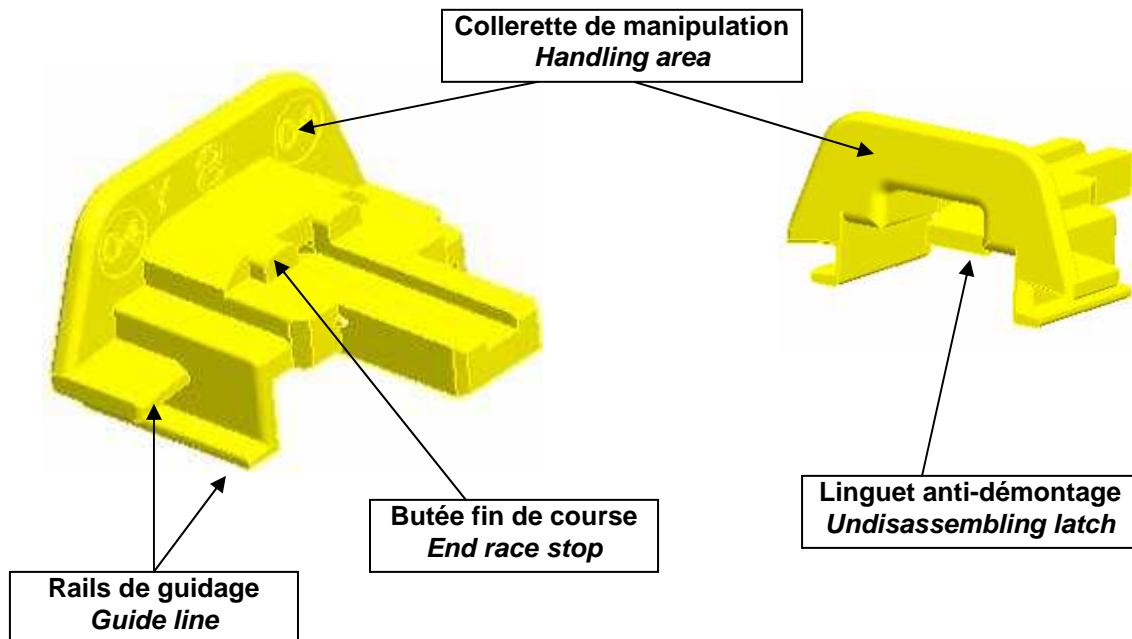 Collerette de manipulation
Handling area
Butée fin de course
End race stop
Linguet anti-démontage
Undisassembling latch
Rails de guidage
Guide line